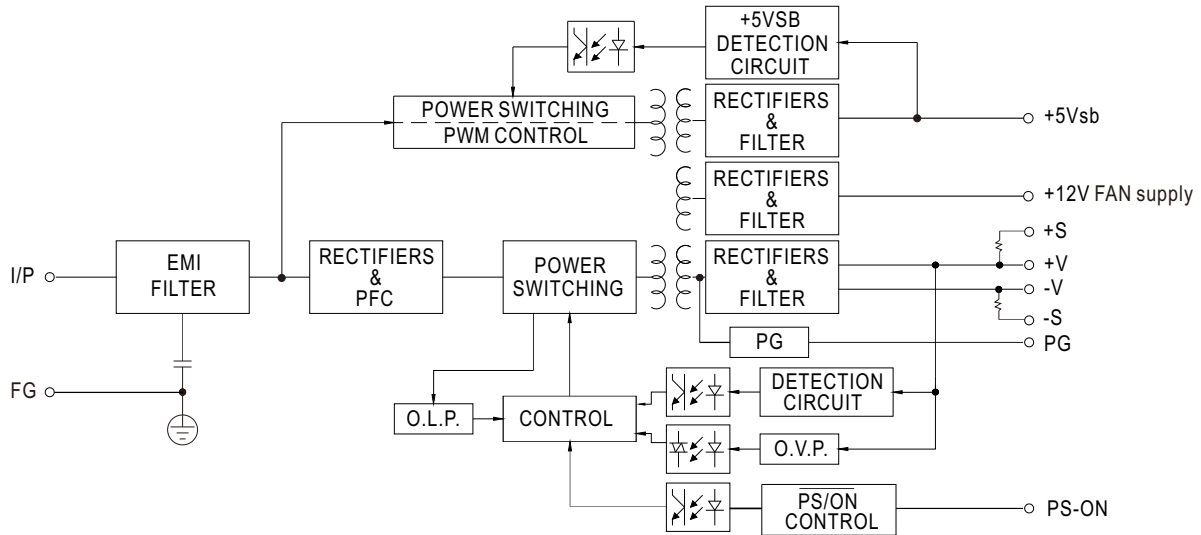 +5VSB
DETECTION
CIRCUIT
POWER SWITCHING
PWM CONTROL
RECTIFIERS
&
FILTER
+5Vsb
RECTIFIERS
&
FILTER
+12V FAN supply
I/P
EMI
FILTER
RECTIFIERS
&
PFC
POWER
SWITCHING
RECTIFIERS
&
FILTER
+S
+V
-V
-S
PG
PG
FG
O.L.P.
CONTROL
DETECTION
CIRCUIT
O.V.P.
PS/ON
CONTROL
PS-ON